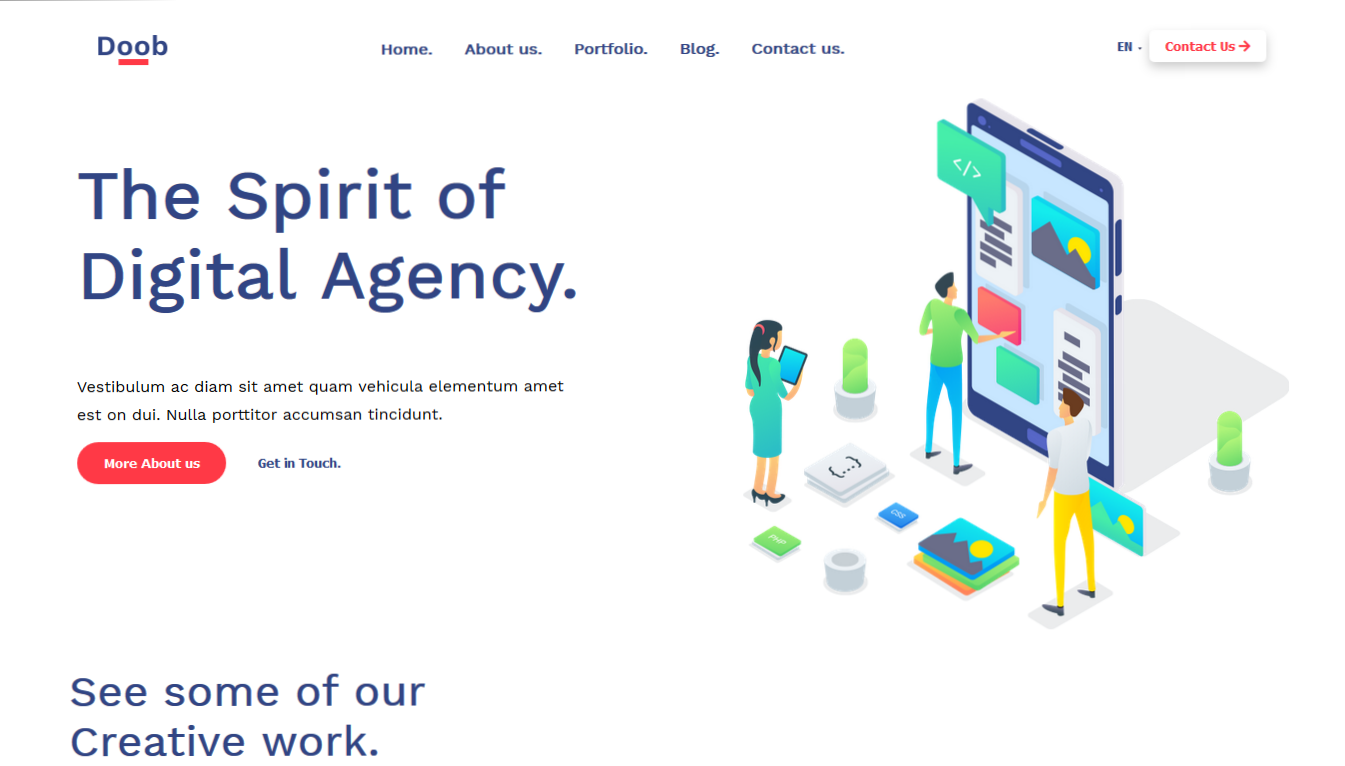 Doob
Home. About us. Portfolio. Blog. Contact us.
EN
Contact Us →
The Spirit of
Digital Agency.
</>
Vestibulum ac diam sit amet quam vehicula elementum amet
est on dui. Nulla porttitor accumsan tincidunt.
More About us
Get in Touch.
{...}
CSS
PHP
See some of our
Creative work.